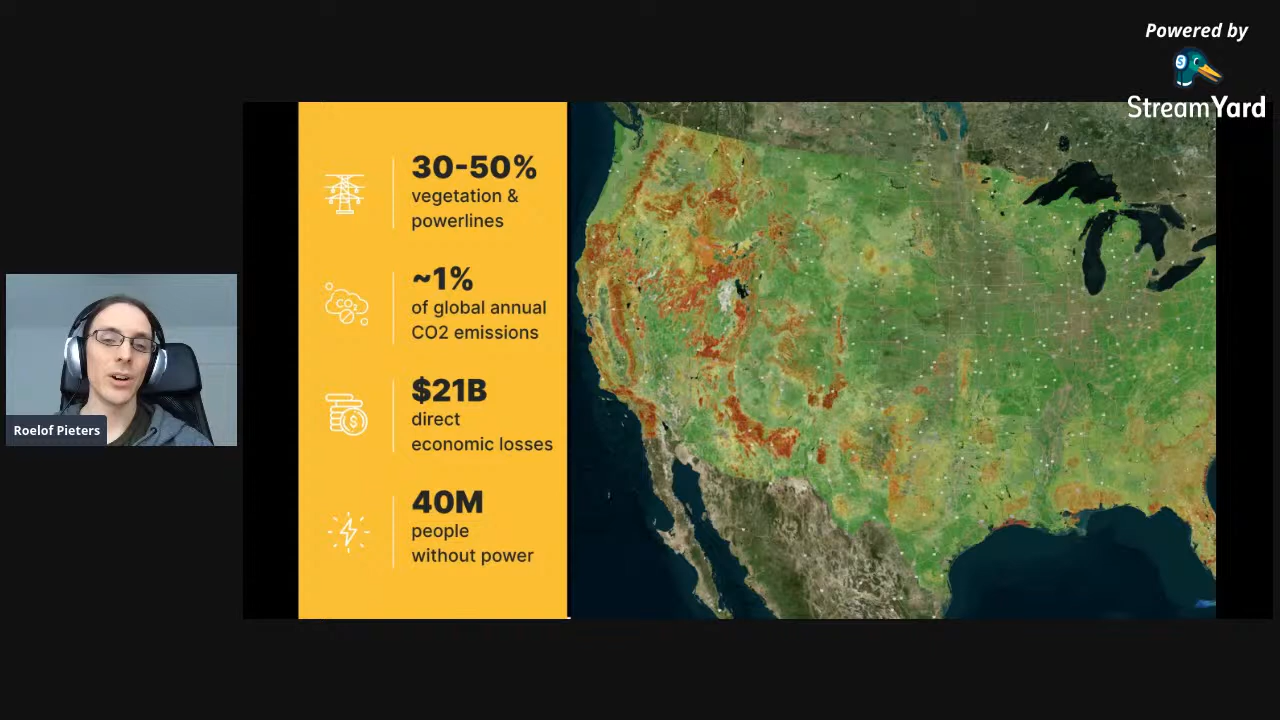 Powered by
StreamYard
30-50%
vegetation &
powerlines
~1%
of global annual
CO2 emissions
$21B
direct
economic losses
40M
people
without power
CO2
$
S
Roelof Pieters